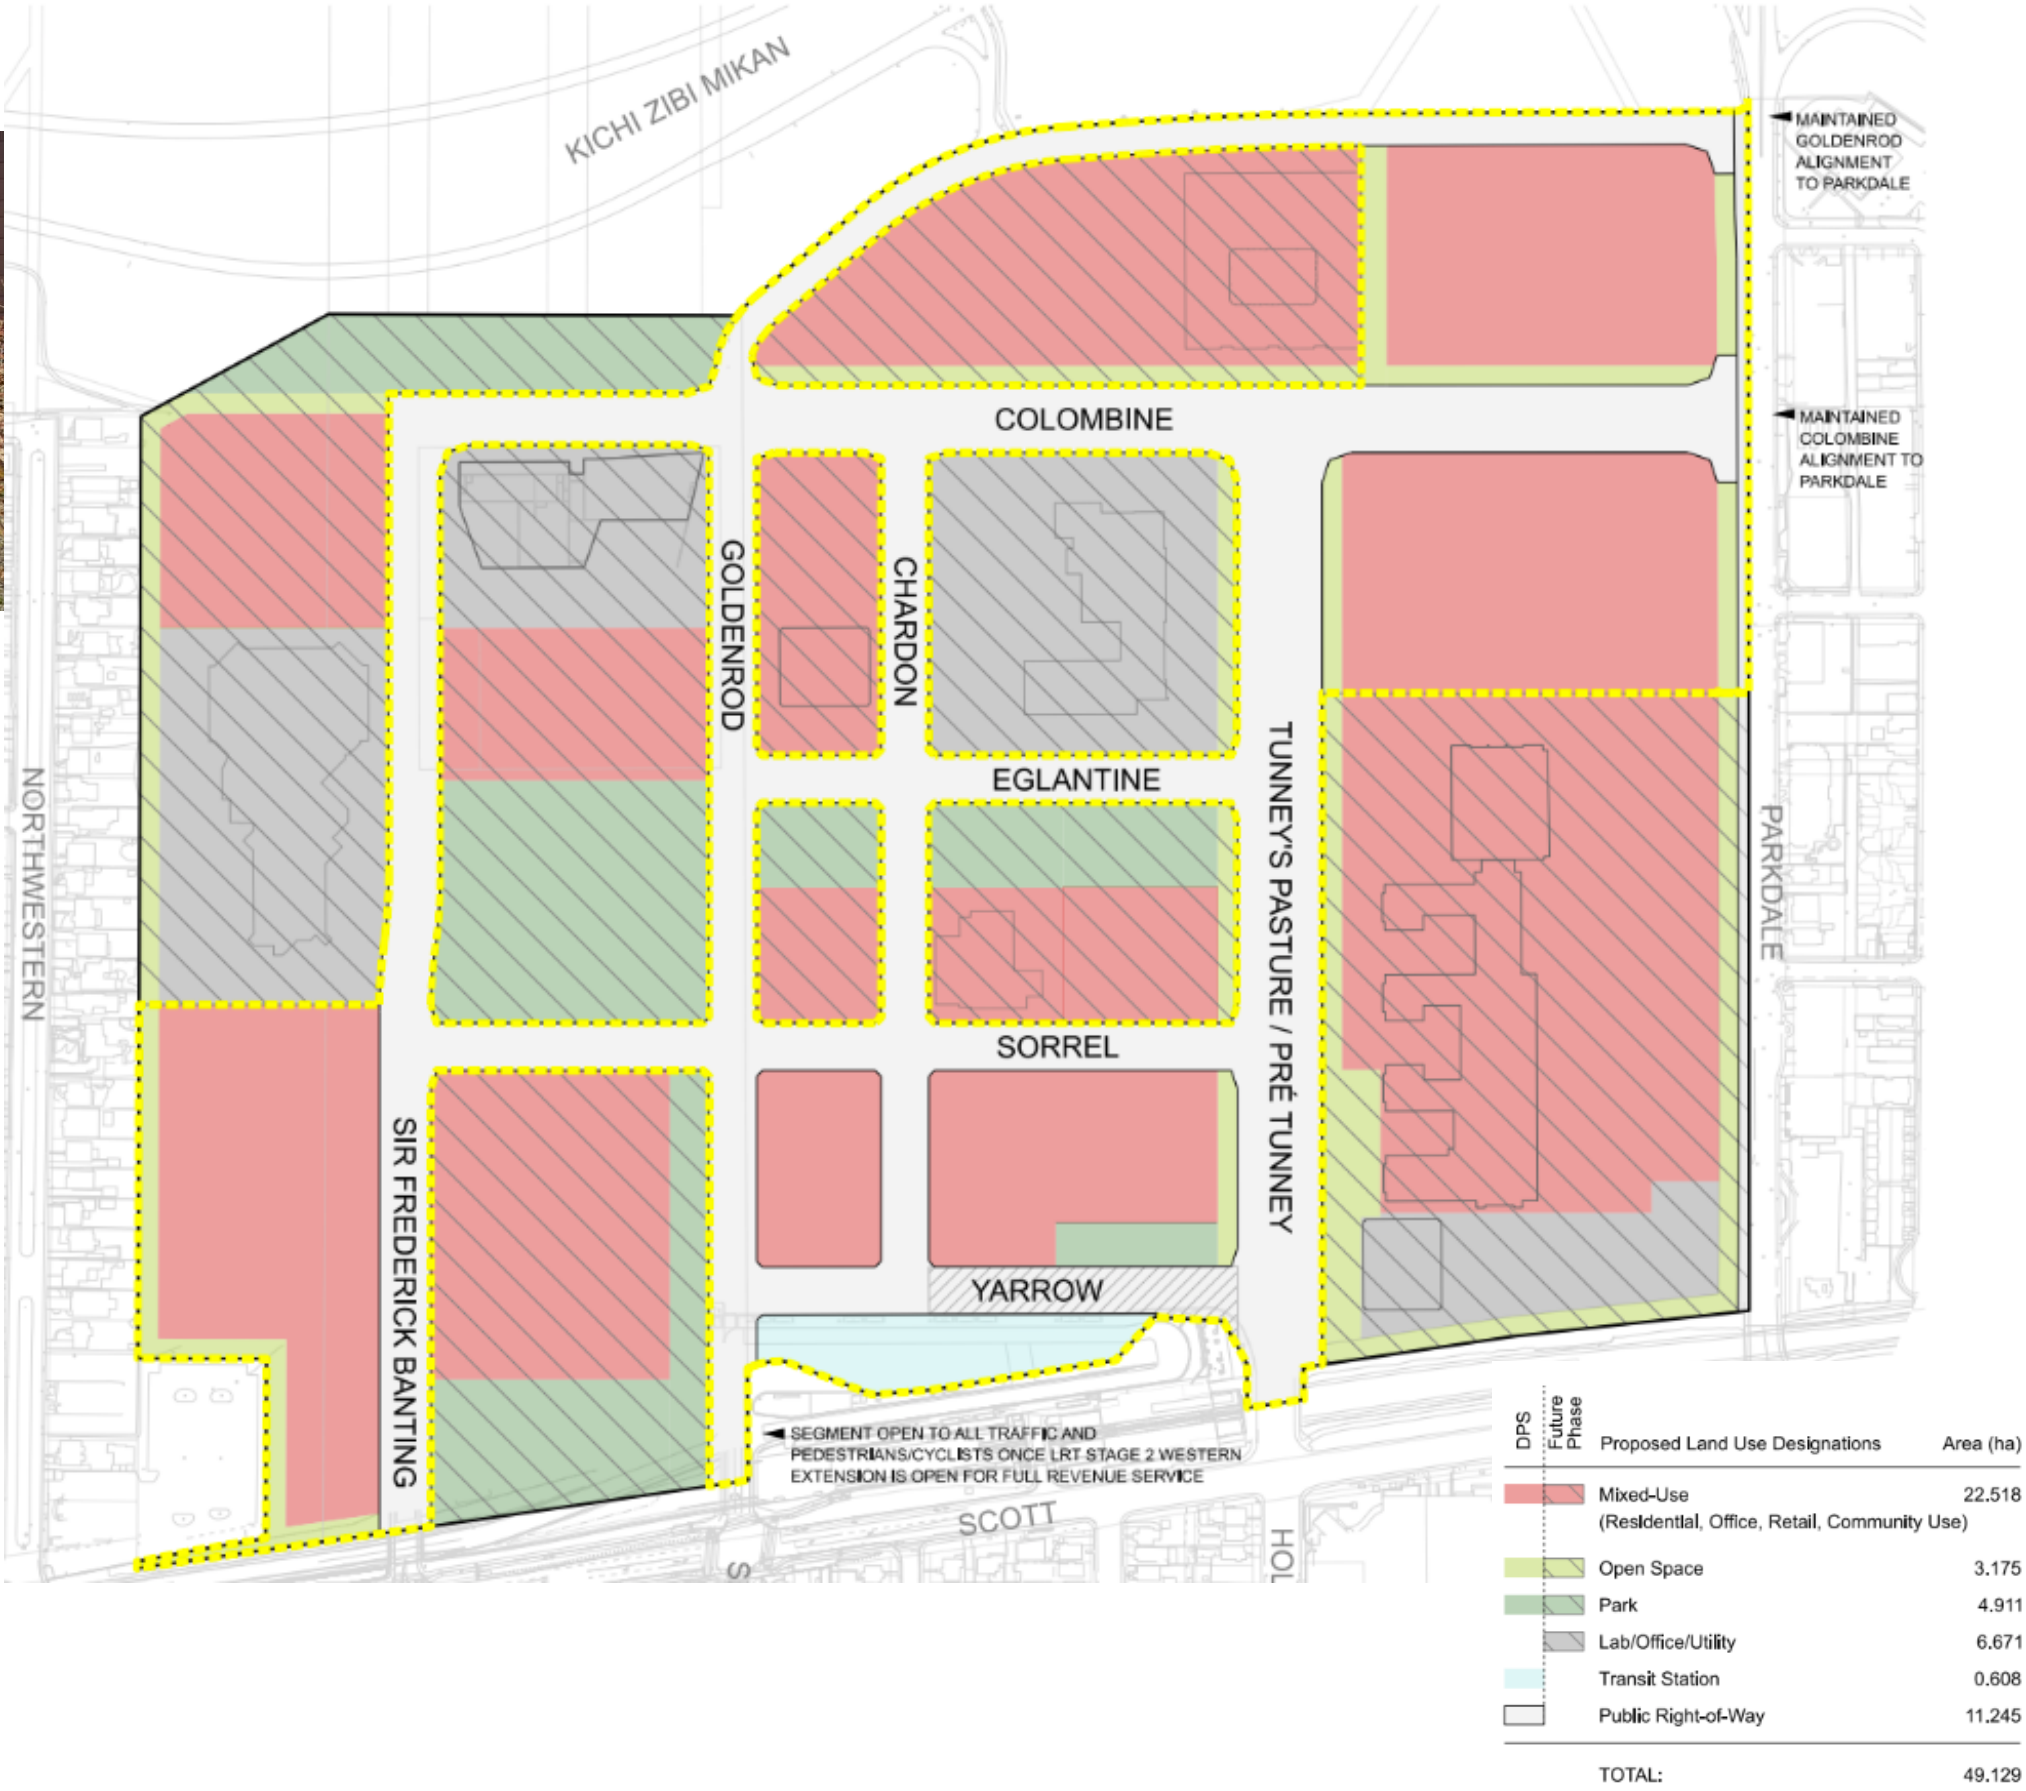 KICHI ZIBI MIKAN
MAINTAINED
GOLDENROD
ALIGNMENT
TO PARKDALE
COLOMBINE
MAINTAINED
COLOMBINE
ALIGNMENT TO
PARKDALE
GOLDENROD
CHARDON
EGLANTINE
TUNNEY'S PASTURE / PRÉ TUNNEY
NORTHWESTERN
PARKDALE
SORREL
SIR FREDERICK BANTING
YARROW
SEGMENT OPEN TO ALL TRAFFIC AND
PEDESTRIANS/CYCLISTS ONCE LRT STAGE 2 WESTERN
EXTENSION IS OPEN FOR FULL REVENUE SERVICE
SCOTT
S
HOL
DPS Future Phase Proposed Land Use Designations Area (ha)
Mixed-Use 22.518
(Residential, Office, Retail, Community Use)
Open Space 3.175
Park 4.911
Lab/Office/Utility 6.671
Transit Station 0.608
Public Right-of-Way 11.245
TOTAL: 49.129